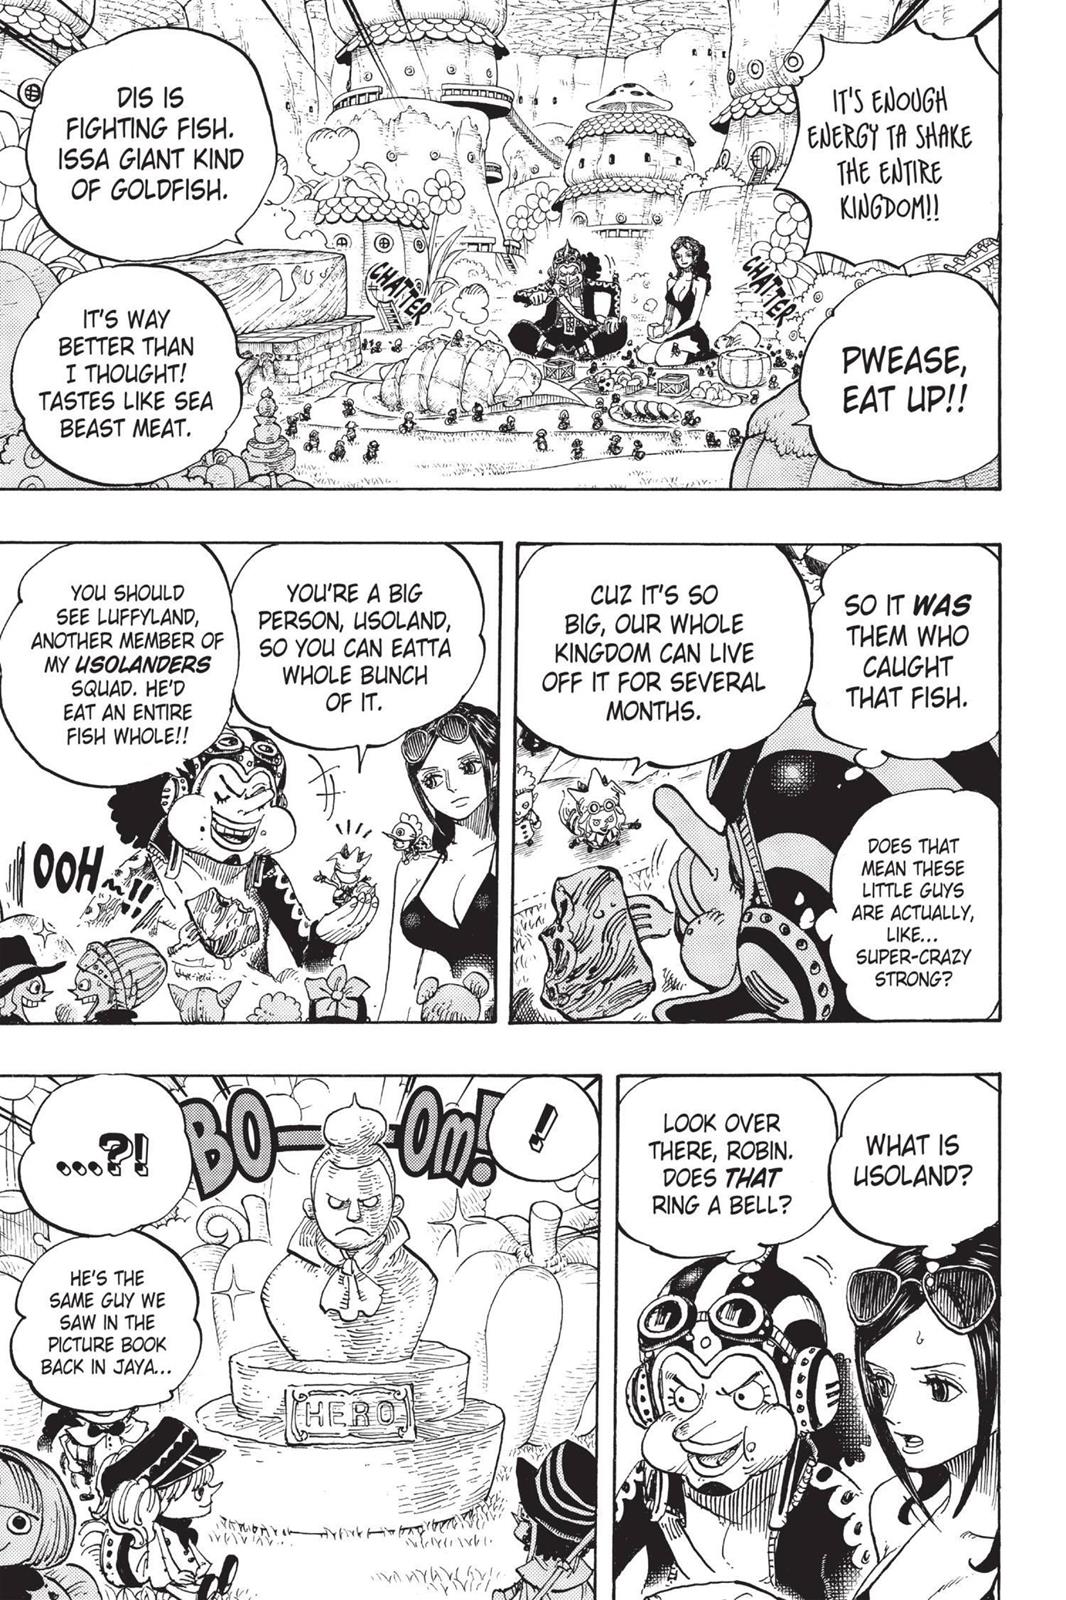 IT'S ENOUGH
ENERGY TA SHAKE
THE ENTIRE
KINGDOM!!
PWEASE,
EAT UP!!
CHATTER
CHATTER
DIS IS
FIGHTING FISH.
ISSA GIANT KIND
OF GOLDFISH.
IT'S WAY
BETTER THAN
I THOUGHT!
TASTES LIKE SEA
BEAST MEAT.
SO IT WAS
THEM WHO
CAUGHT
THAT FISH.
CUZ IT'S SO
BIG, OUR WHOLE
KINGDOM CAN LIVE
OFF IT FOR SEVERAL
MONTHS.
DOES THAT
MEAN THESE
LITTLE GUYS
ARE ACTUALLY,
LIKE...
SUPER-CRAZY
STRONG?
YOU'RE A BIG
PERSON, USOLAND,
SO YOU CAN EATTA
WHOLE BUNCH
OF IT.
YOU SHOULD
SEE LUFFYLAND,
ANOTHER MEMBER OF
MY USOLANDERS
SQUAD. HE'D
EAT AN ENTIRE
FISH WHOLE!!
OOH~!!
WHAT IS
USOLAND?
LOOK OVER
THERE, ROBIN.
DOES THAT
RING A BELL?
!
BO—OM!
...?!
HE'S THE
SAME GUY WE
SAW IN THE
PICTURE BOOK
BACK IN JAYA...
HERO